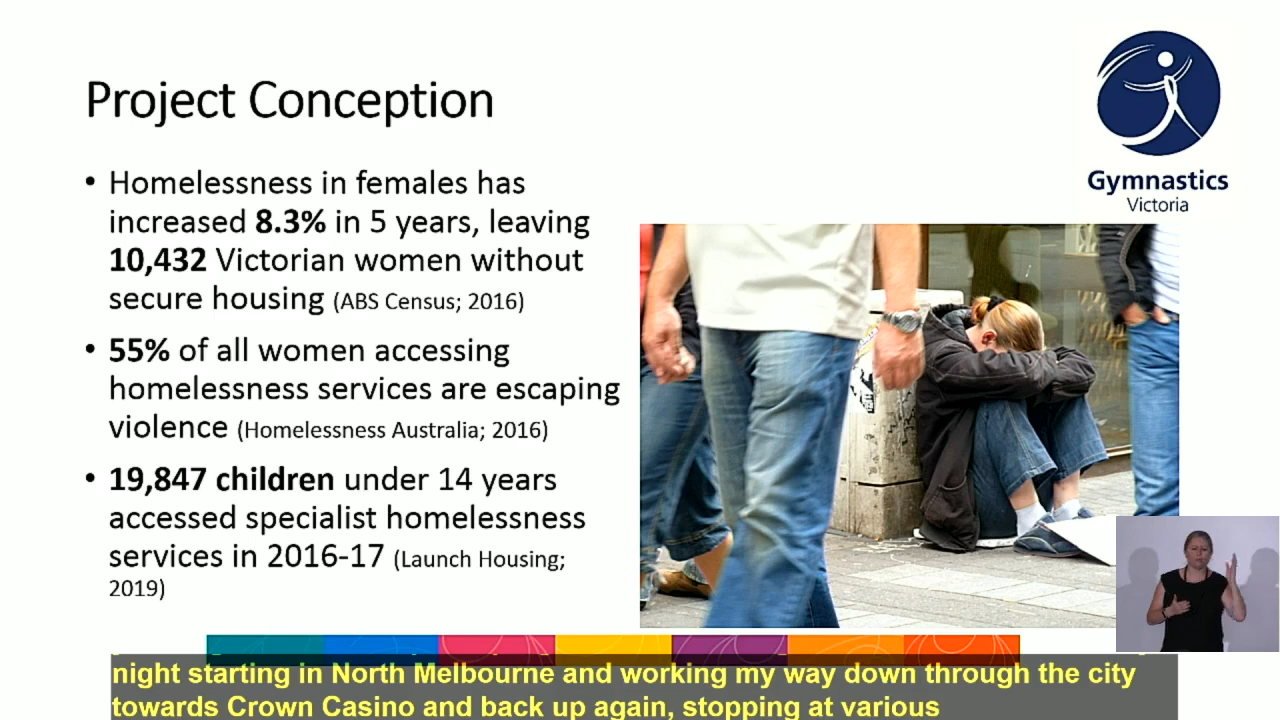 Project Conception
Gymnastics
Victoria
• Homelessness in females has
increased 8.3% in 5 years, leaving
10,432 Victorian women without
secure housing (ABS Census; 2016)
• 55% of all women accessing
homelessness services are escaping
violence (Homelessness Australia; 2016)
• 19,847 children under 14 years
accessed specialist homelessness
services in 2016-17 (Launch Housing;
2019)
night starting in North Melbourne and working my way down through the city
towards Crown Casino and back up again, stopping at various